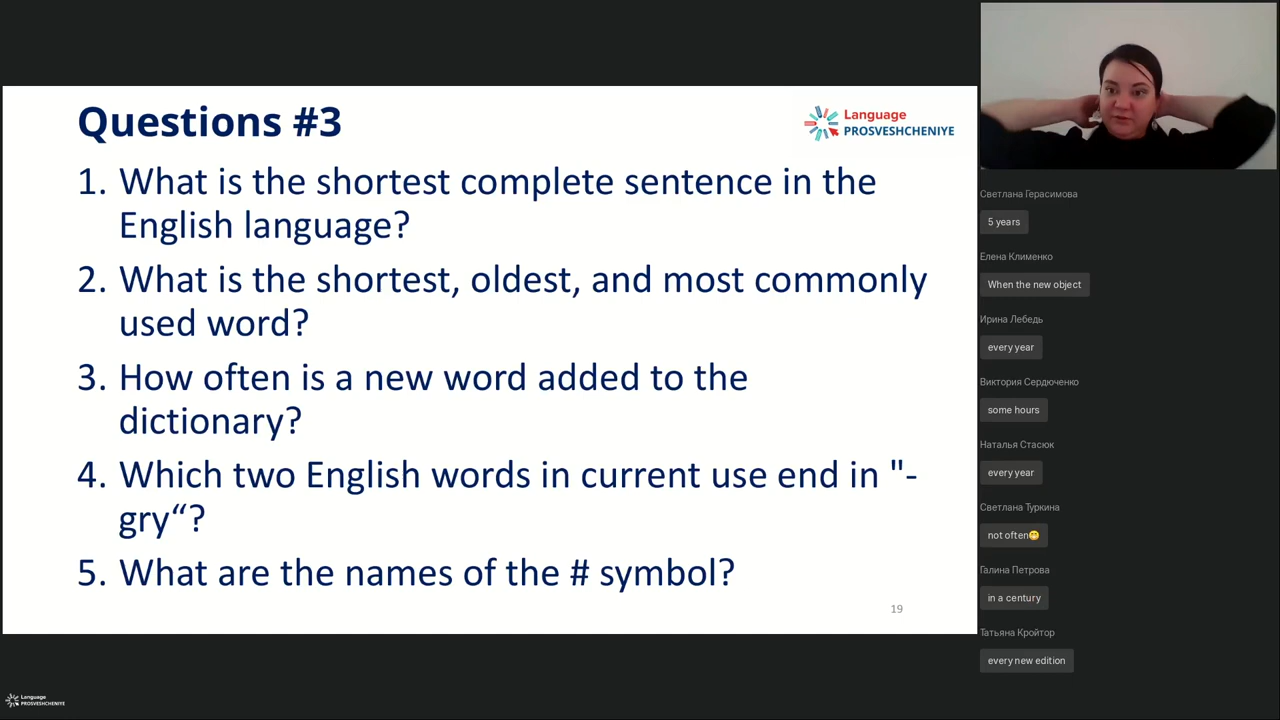 Questions #3
Language
PROSVESHCHENIYE
1. What is the shortest complete sentence in the
English language?
2. What is the shortest, oldest, and most commonly
used word?
3. How often is a new word added to the
dictionary?
4. Which two English words in current use end in "-
gry“?
5. What are the names of the # symbol?
19
Светлана Герасимова
5 years
Елена Клименко
When the new object
Ирина Лебедь
every year
Виктория Сердюченко
some hours
Наталья Стасюк
every year
Светлана Туркина
not often🤭
Галина Петрова
in a century
Татьяна Кройтор
every new edition
Language
PROSVESHCHENIYE